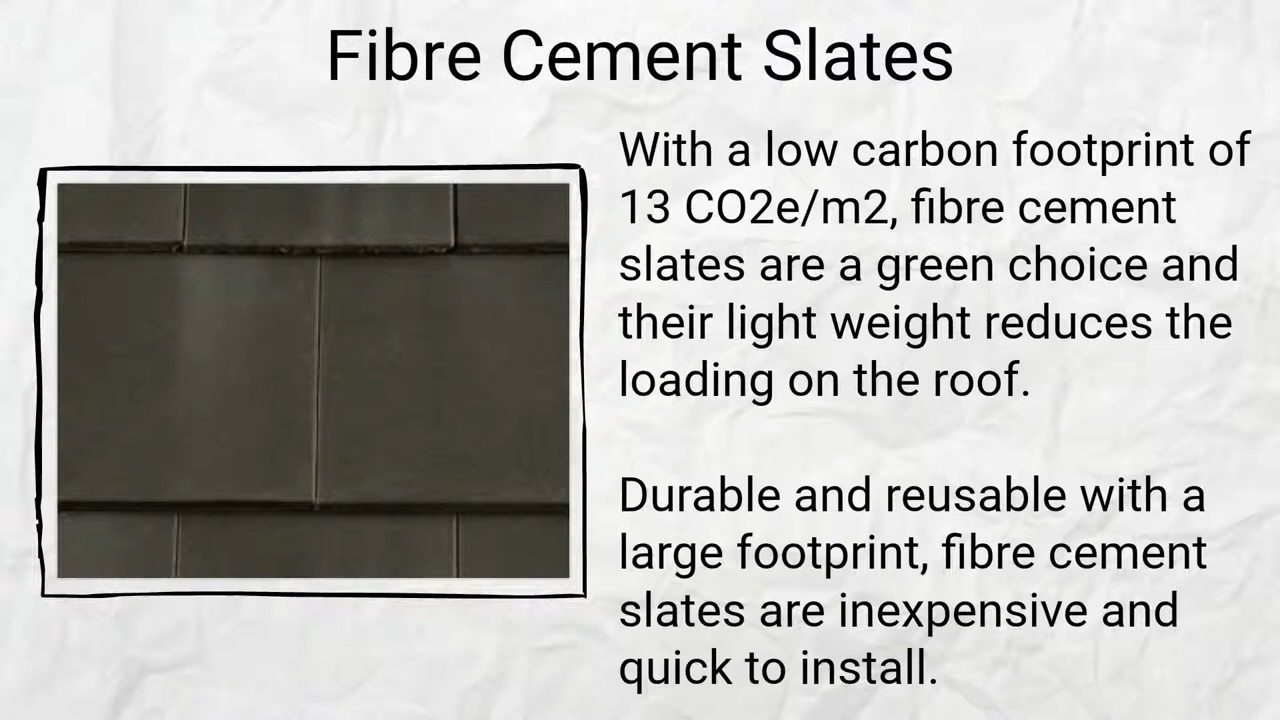 Fibre Cement Slates
With a low carbon footprint of
13 CO2e/m2, fibre cement
slates are a green choice and
their light weight reduces the
loading on the roof.
Durable and reusable with a
large footprint, fibre cement
slates are inexpensive and
quick to install.